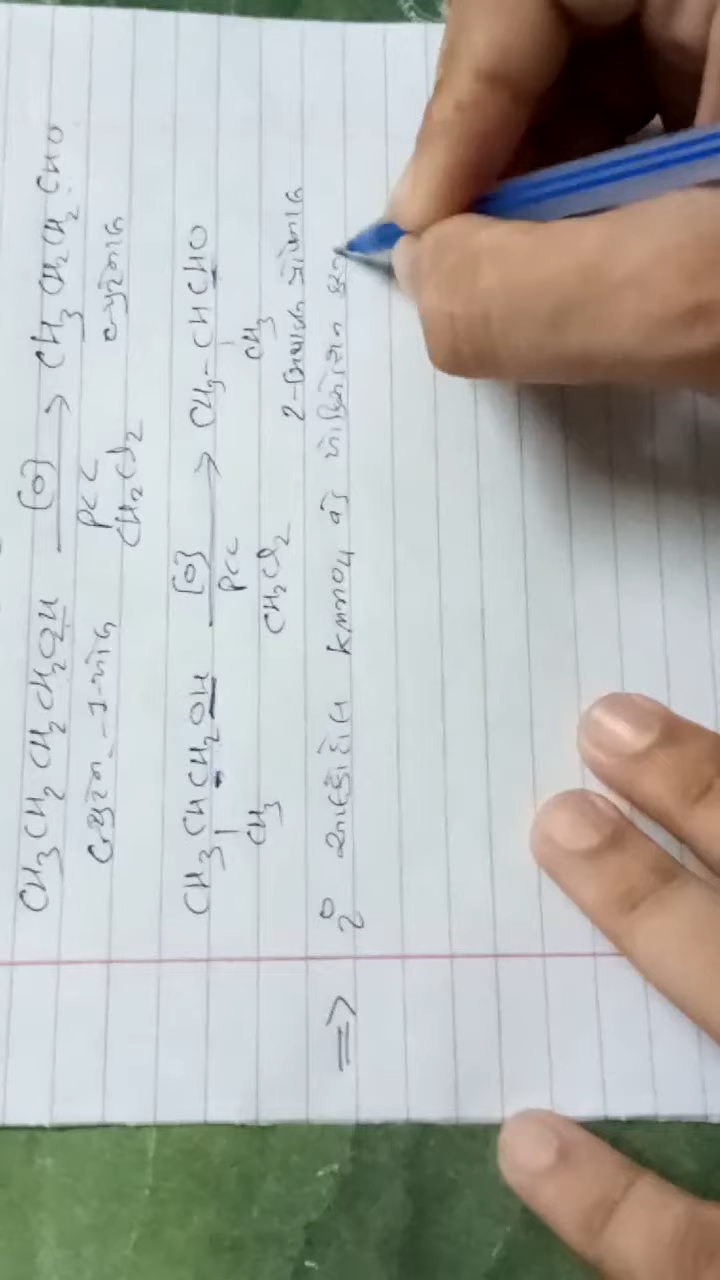 CH3CH2CH2CH2OH [O] → CH3CH2CH2CHO
PCC
CH2Cl2
બ્યુટેન-1-ઓલ બ્યુટેનાલ
CH3CHCH2OH [O] → CH3-CHCHO
CH3 PCC CH3
CH2Cl2
2-મિથાઇલ પ્રોપેનાલ
⇒ 2° આલ્કોહોલ KMnO4 વડે ઓક્સિડેશન